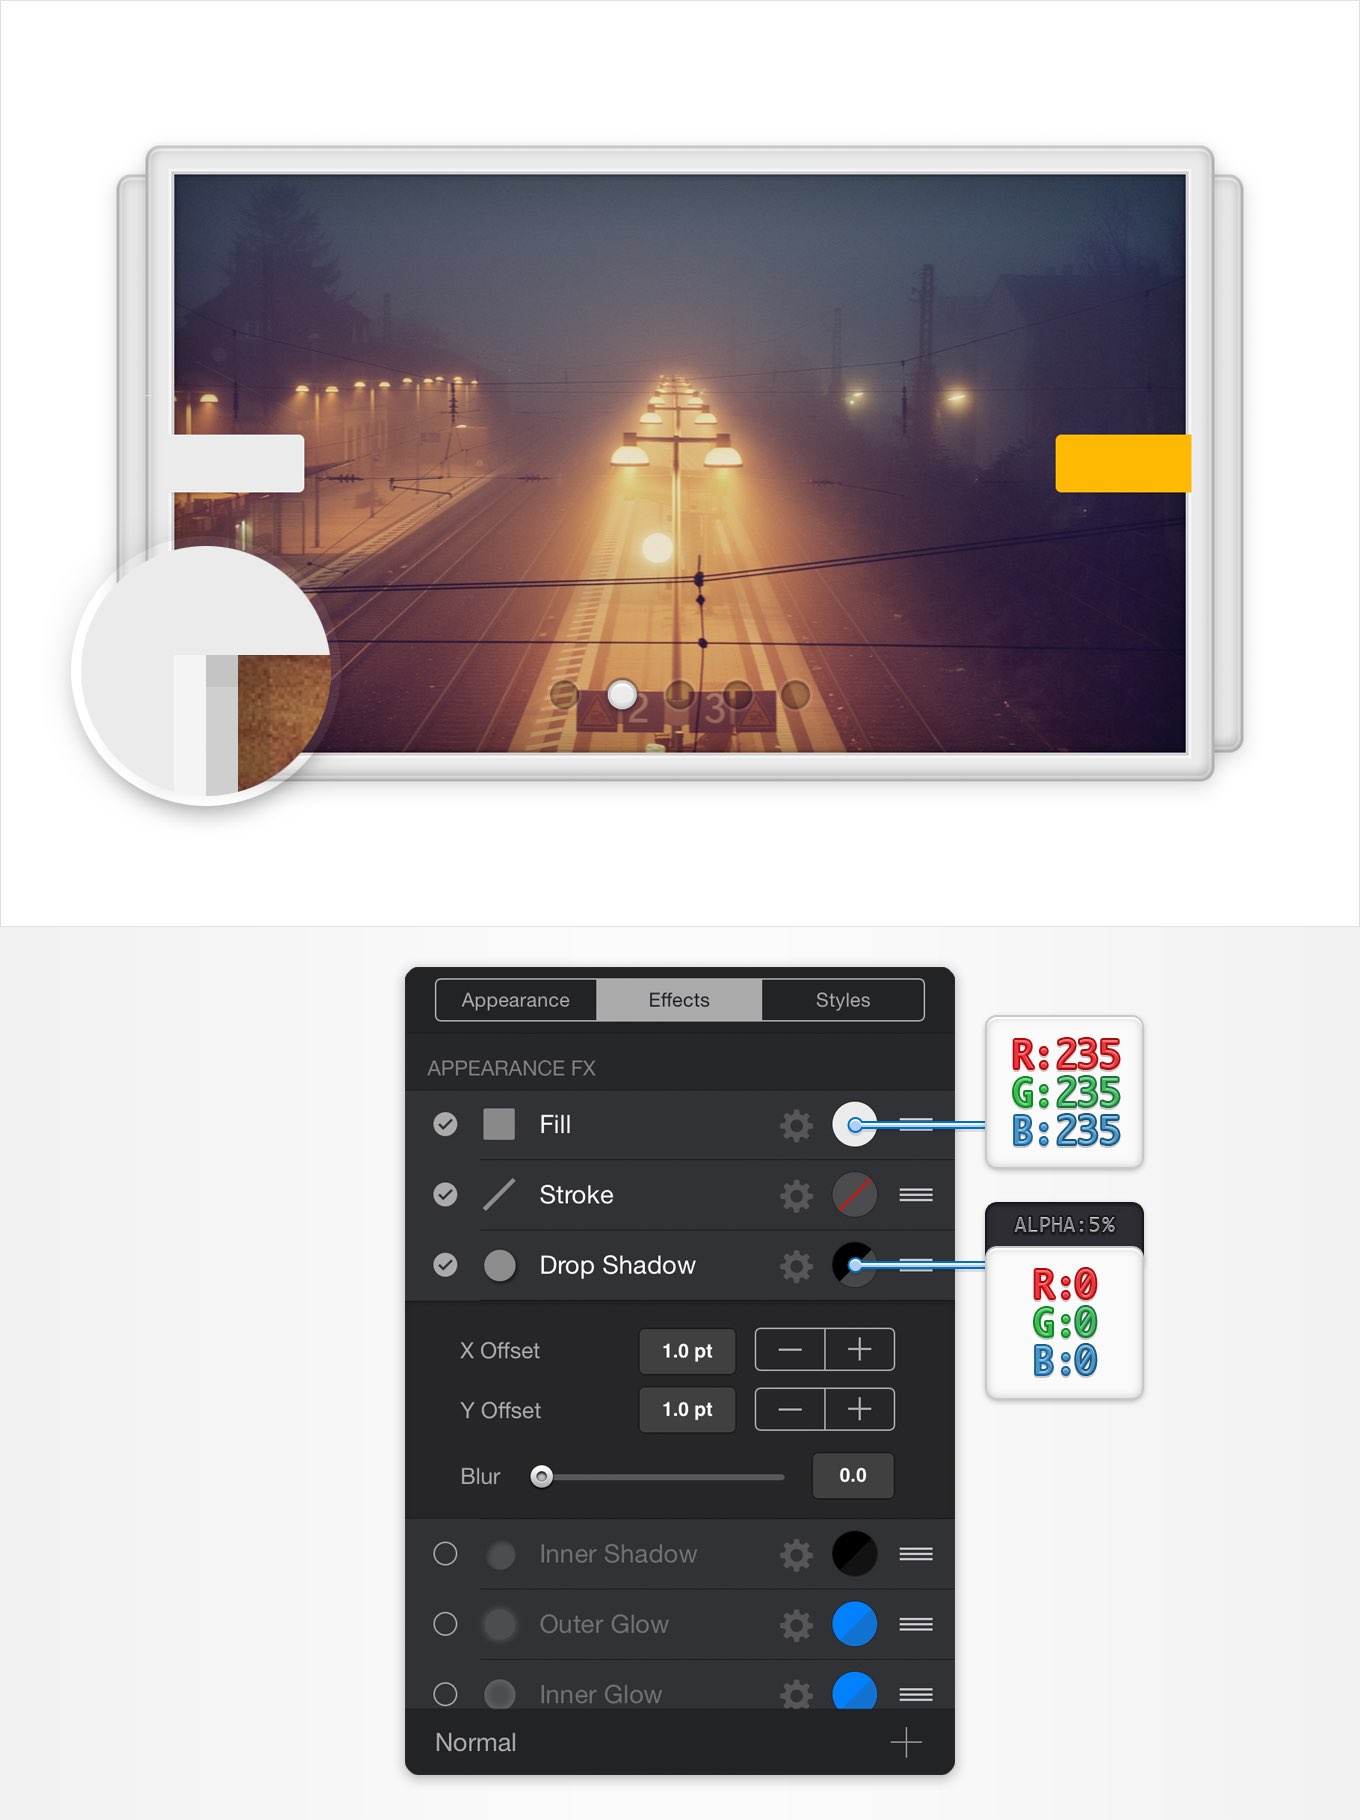 2 3
Appearance Effects Styles
APPEARANCE FX
Fill
Stroke
Drop Shadow
X Offset 1.0 pt
Y Offset 1.0 pt
Blur 0.0
Inner Shadow
Outer Glow
Inner Glow
Normal
R:235
G:235
B:235
ALPHA:5%
R:0
G:0
B:0